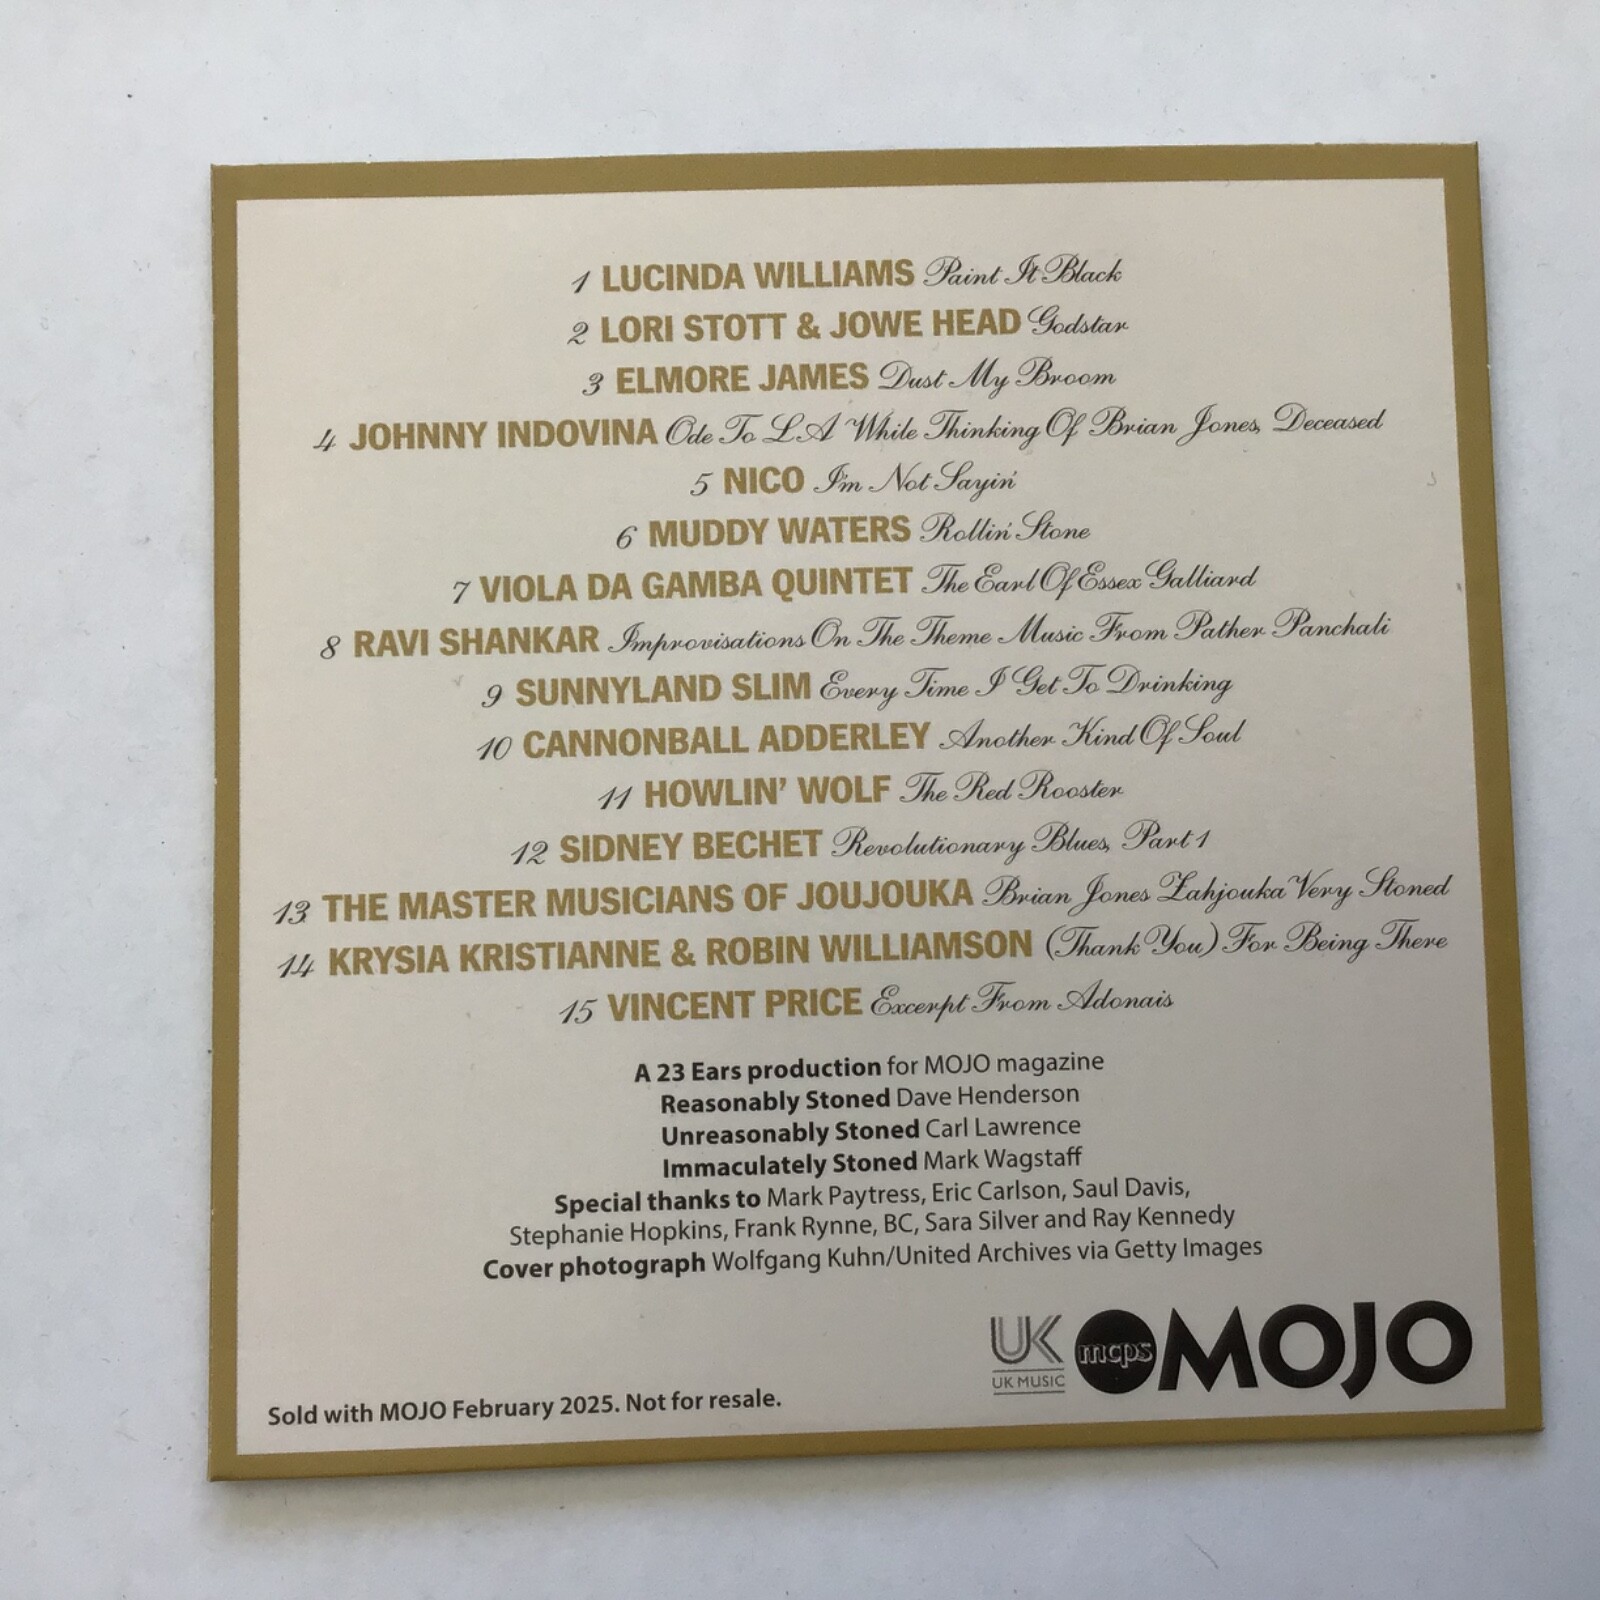 1 LUCINDA WILLIAMS Paint It Black
2 LORI STOTT & JOWE HEAD Godstar
3 ELMORE JAMES Dust My Broom
4 JOHNNY INDOVINA Ode To L.A While Thinking Of Brian Jones, Deceased
5 NICO I'm Not Sayin'
6 MUDDY WATERS Rollin' Stone
7 VIOLA DA GAMBA QUINTET The Earl Of Essex Galliard
8 RAVI SHANKAR Improvisations On The Theme Music From Pather Panchali
9 SUNNYLAND SLIM Every Time I Get To Drinking
10 CANNONBALL ADDERLEY Another Kind Of Soul
11 HOWLIN' WOLF The Red Rooster
12 SIDNEY BECHET Revolutionary Blues, Part 1
13 THE MASTER MUSICIANS OF JOUJOUKA Brian Jones Zahjouka Very Stoned
14 KRYSIA KRISTIANNE & ROBIN WILLIAMSON (Thank You) For Being There
15 VINCENT PRICE Excerpt From Adonais
A 23 Ears production for MOJO magazine
Reasonably Stoned Dave Henderson
Unreasonably Stoned Carl Lawrence
Immaculately Stoned Mark Wagstaff
Special thanks to Mark Paytress, Eric Carlson, Saul Davis,
Stephanie Hopkins, Frank Rynne, BC, Sara Silver and Ray Kennedy
Cover photograph Wolfgang Kuhn/United Archives via Getty Images
UK
UK MUSIC
mcps
MOJO
Sold with MOJO February 2025. Not for resale.